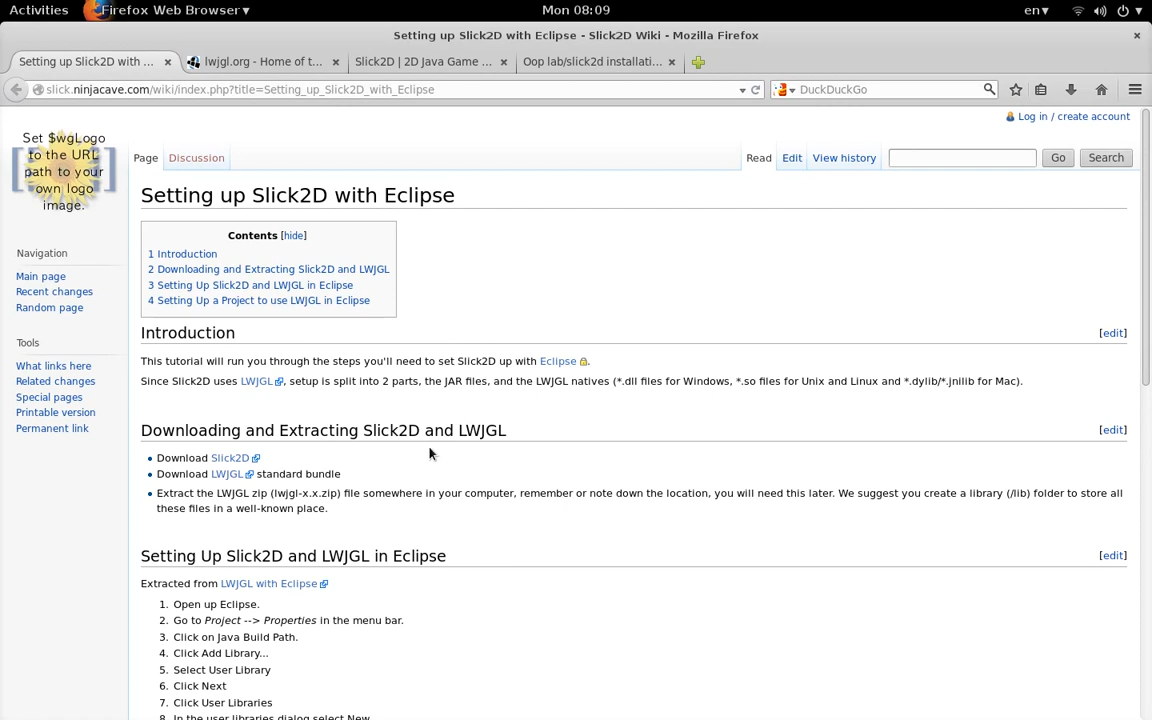 Activities Firefox Web Browser ▾ Mon 08:09 en ▾
Setting up Slick2D with Eclipse - Slick2D Wiki - Mozilla Firefox
Setting up Slick2D with ... lwjgl.org - Home of t... Slick2D | 2D Java Game ... Oop lab/slick2d installati...
slick.ninjacave.com/wiki/index.php?title=Setting_up_Slick2D_with_Eclipse DuckDuckGo
Log in / create account
Set $wgLogo
to the URL
path to your
own logo
image.
Page Discussion Read Edit View history Go Search
Setting up Slick2D with Eclipse
Contents [hide]
1 Introduction
2 Downloading and Extracting Slick2D and LWJGL
3 Setting Up Slick2D and LWJGL in Eclipse
4 Setting Up a Project to use LWJGL in Eclipse
Navigation
Main page
Recent changes
Random page
Tools
What links here
Related changes
Special pages
Printable version
Permanent link
Introduction [edit]
This tutorial will run you through the steps you'll need to set Slick2D up with Eclipse.
Since Slick2D uses LWJGL, setup is split into 2 parts, the JAR files, and the LWJGL natives (*.dll files for Windows, *.so files for Unix and Linux and *.dylib/*.jnilib for Mac).
Downloading and Extracting Slick2D and LWJGL [edit]
• Download Slick2D
• Download LWJGL standard bundle
• Extract the LWJGL zip (lwjgl-x.x.zip) file somewhere in your computer, remember or note down the location, you will need this later. We suggest you create a library (/lib) folder to store all
these files in a well-known place.
Setting Up Slick2D and LWJGL in Eclipse [edit]
Extracted from LWJGL with Eclipse
1. Open up Eclipse.
2. Go to Project --> Properties in the menu bar.
3. Click on Java Build Path.
4. Click Add Library...
5. Select User Library
6. Click Next
7. Click User Libraries
8. In the user libraries dialog select New